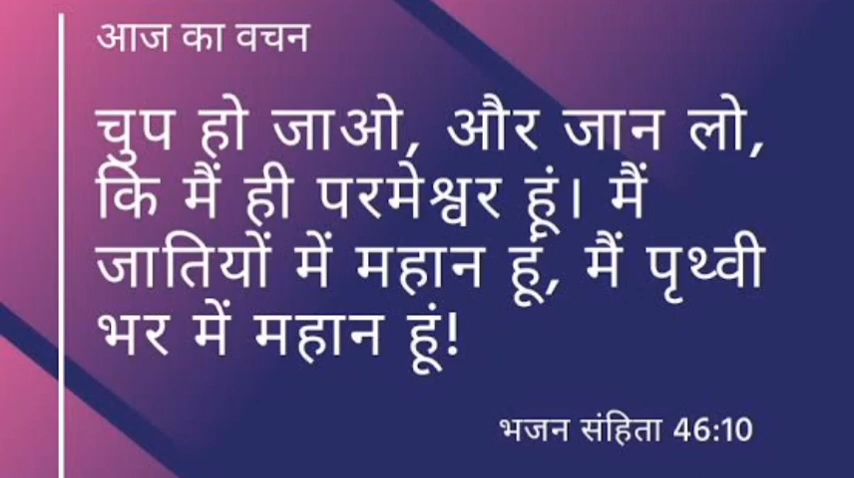 आज का वचन
चुप हो जाओ, और जान लो,
कि मैं ही परमेश्वर हूं। मैं
जातियों में महान हूं, मैं पृथ्वी
भर में महान हूं!
भजन संहिता 46:10